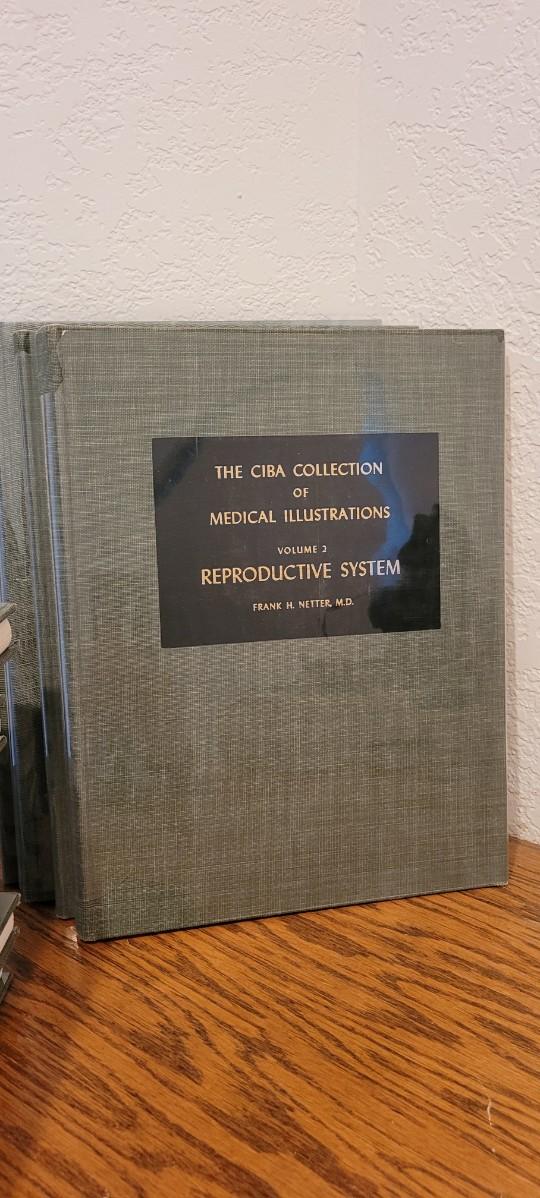 THE CIBA COLLECTION
OF
MEDICAL ILLUSTRATIONS
VOLUME 2
REPRODUCTIVE SYSTEM
FRANK H. NETTER, M.D.